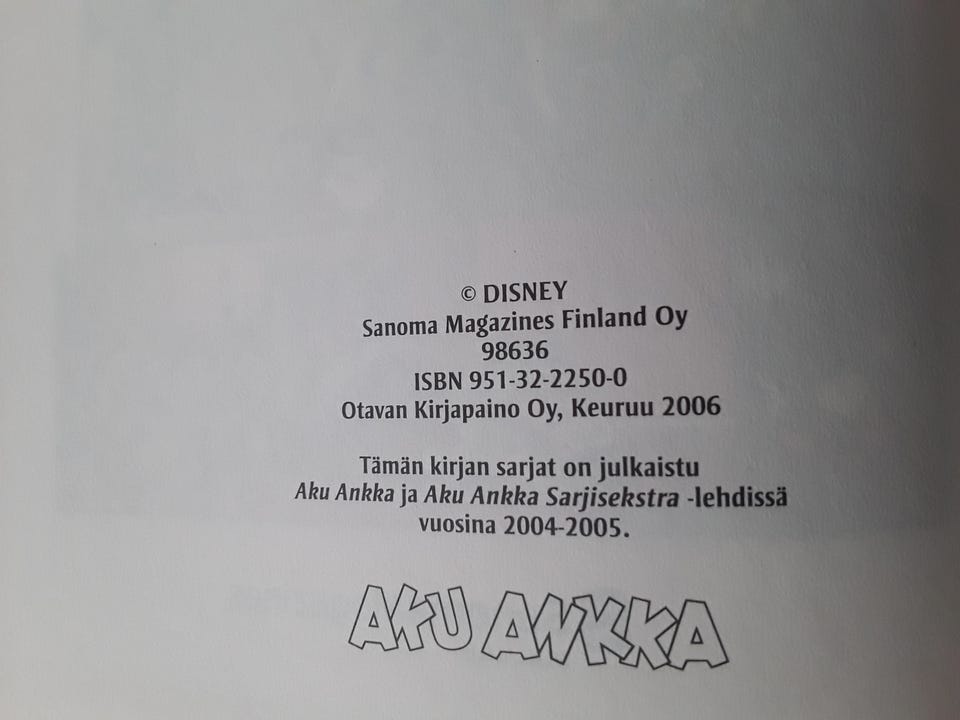 © DISNEY
Sanoma Magazines Finland Oy
98636
ISBN 951-32-2250-0
Otavan Kirjapaino Oy, Keuruu 2006
Tämän kirjan sarjat on julkaistu
Aku Ankka ja Aku Ankka Sarjisekstra -lehdissä
vuosina 2004-2005.
AKU ANKKA